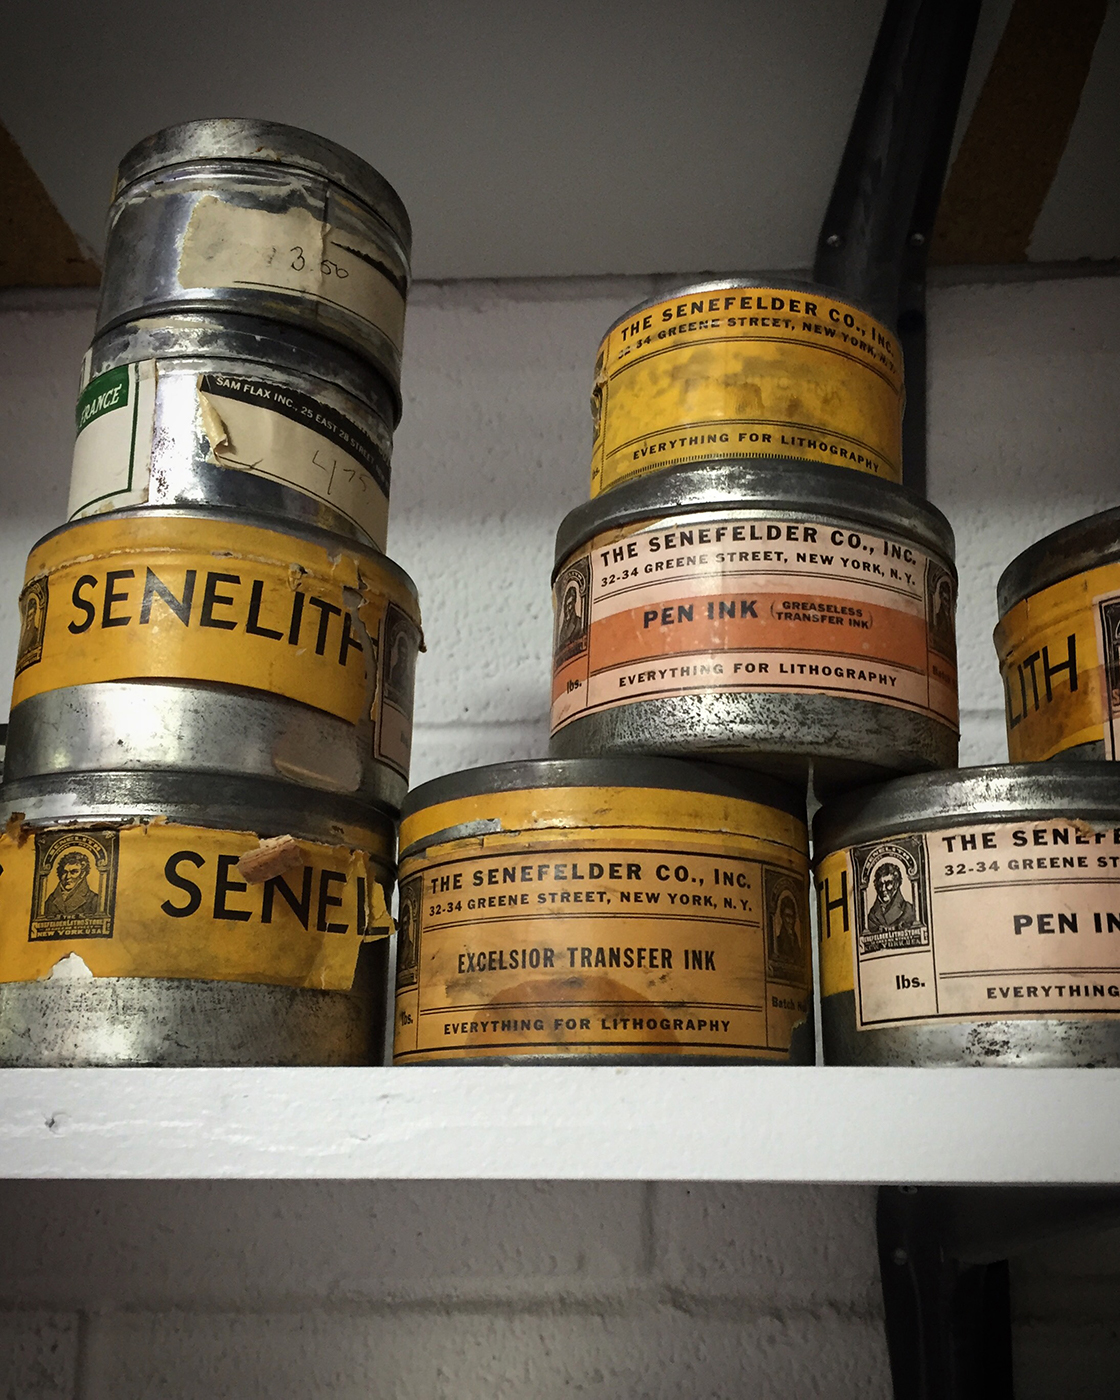 3.50
FRANCE
SAM FLAX INC., 25 EAST 28 STREET
4 75
SENELITH
SENEL
THE SENEFELDER CO., INC.
32-34 GREENE STREET, NEW YORK, N.Y.
EVERYTHING FOR LITHOGRAPHY
THE SENEFELDER CO., INC.
32-34 GREENE STREET, NEW YORK, N.Y.
PEN INK (GREASELESS
TRANSFER INK)
lbs.
EVERYTHING FOR LITHOGRAPHY
THE SENEFELDER CO., INC.
32-34 GREENE STREET, NEW YORK, N.Y.
EXCELSIOR TRANSFER INK
lbs.
Batch No.
EVERYTHING FOR LITHOGRAPHY
LITH
TH
THE SENEF
32-34 GREENE ST
PEN IN
lbs.
EVERYTHING